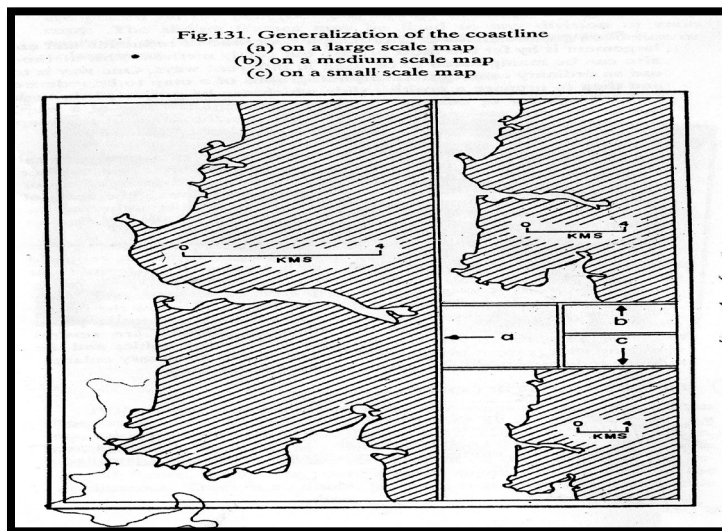 Fig.131. Generalization of the coastline
(a) on a large scale map
(b) on a medium scale map
(c) on a small scale map
0 4
KMS
0 4
KMS
b
a
c
0 4
KMS